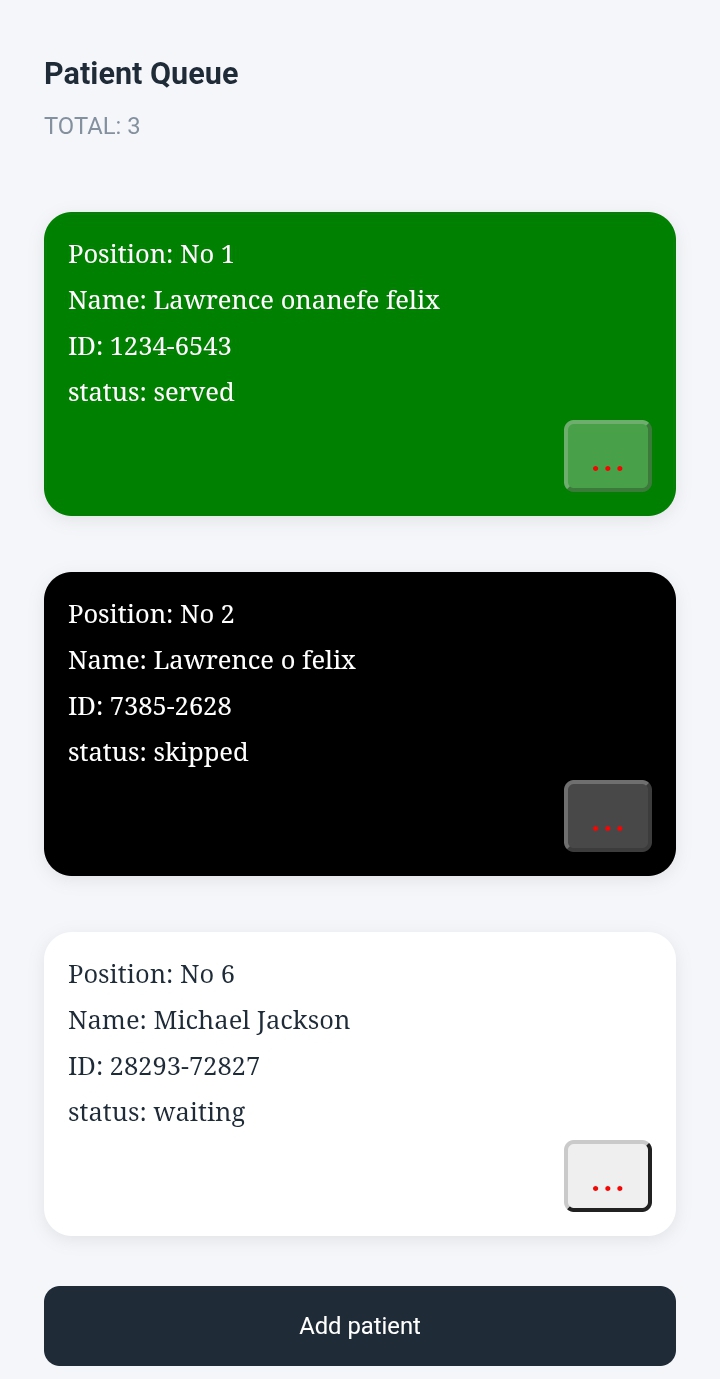 Patient Queue
TOTAL: 3
Position: No 1
Name: Lawrence onanefe felix
ID: 1234-6543
status: served
...
Position: No 2
Name: Lawrence o felix
ID: 7385-2628
status: skipped
...
Position: No 6
Name: Michael Jackson
ID: 28293-72827
status: waiting
...
Add patient